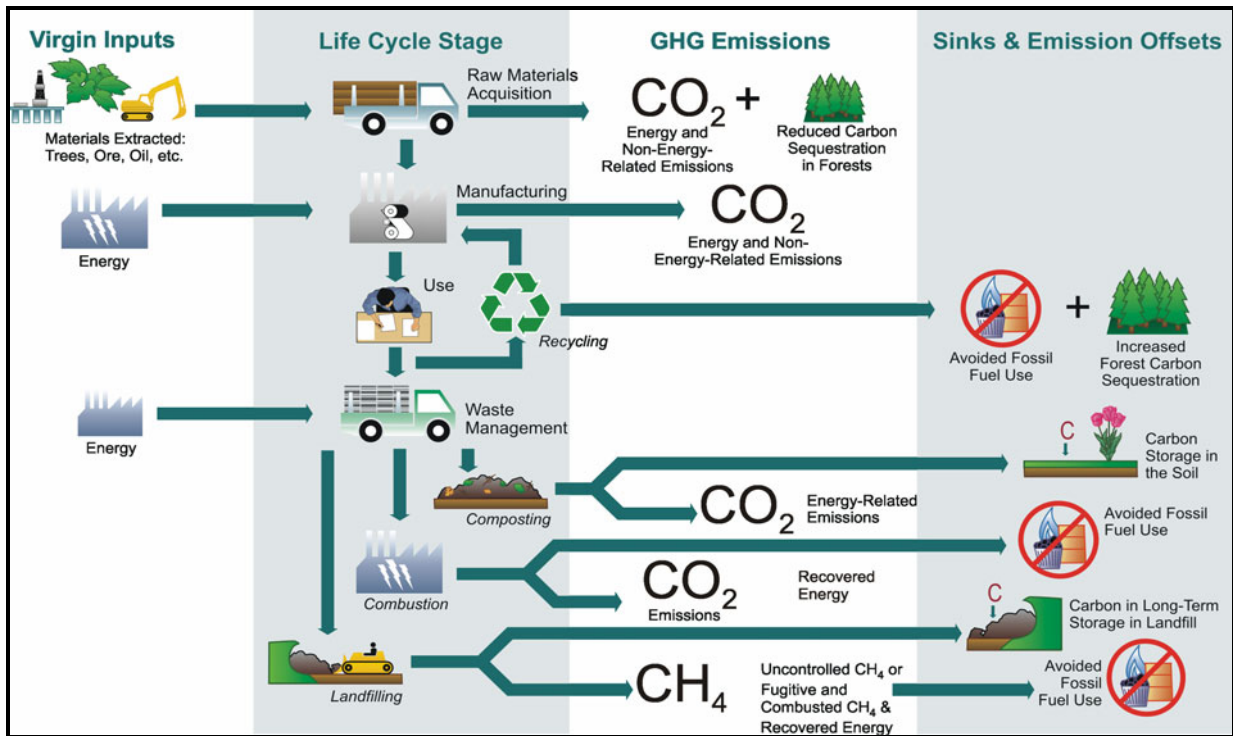 Virgin Inputs
Life Cycle Stage
GHG Emissions
Sinks & Emission Offsets
Materials Extracted:
Trees, Ore, Oil, etc.
Raw Materials
Acquisition
CO2
+
Energy and
Non-Energy-
Related Emissions
Reduced Carbon
Sequestration
in Forests
Energy
Manufacturing
CO2
Energy and Non-
Energy-Related Emissions
Use
Recycling
+
Avoided Fossil
Fuel Use
Increased
Forest Carbon
Sequestration
Energy
Waste
Management
Composting
C
Carbon
Storage in
the Soil
CO2
Energy-Related
Emissions
Combustion
Avoided Fossil
Fuel Use
CO2
Emissions
Recovered
Energy
Landfilling
C
Carbon in Long-Term
Storage in Landfill
CH4
Uncontrolled CH4 or
Fugitive and
Combusted CH4 &
Recovered Energy
Avoided
Fossil
Fuel Use